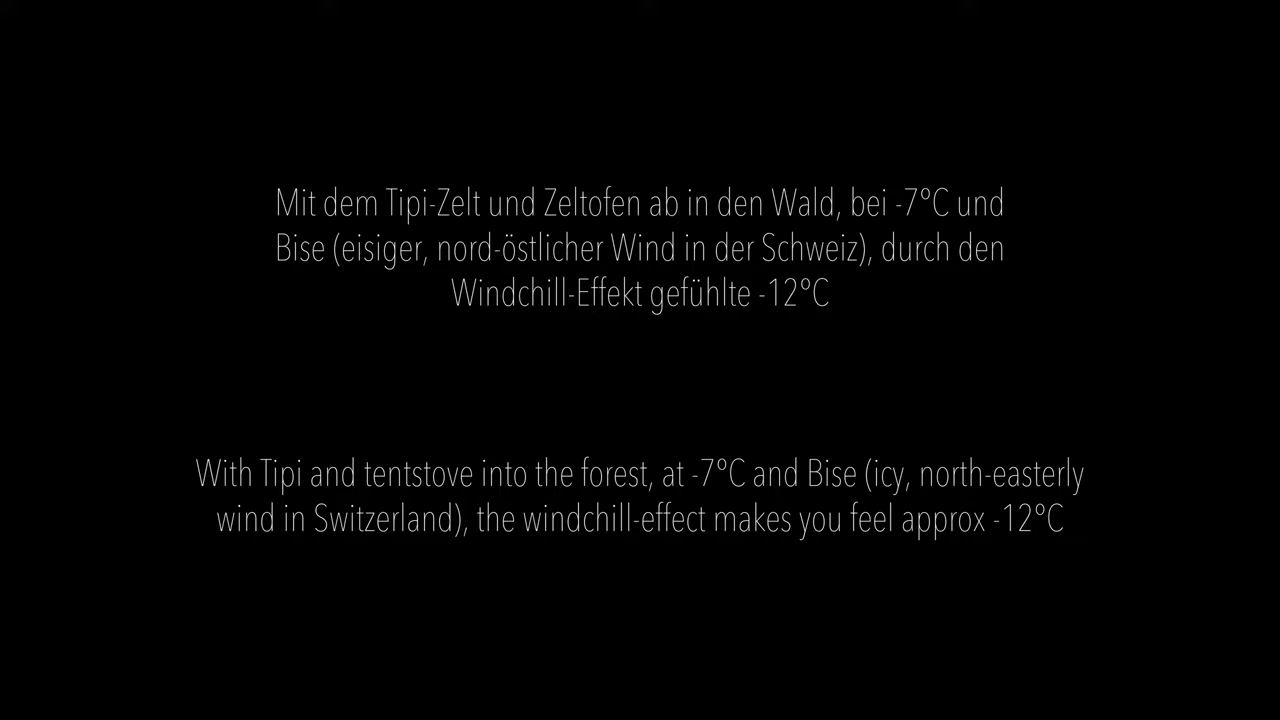 Mit dem Tipi-Zelt und Zeltofen ab in den Wald, bei -7°C und
Bise (eisiger, nord-östlicher Wind in der Schweiz), durch den
Windchill-Effekt gefühlte -12°C
With Tipi and tentstove into the forest, at -7°C and Bise (icy, north-easterly
wind in Switzerland), the windchill-effect makes you feel approx -12°C